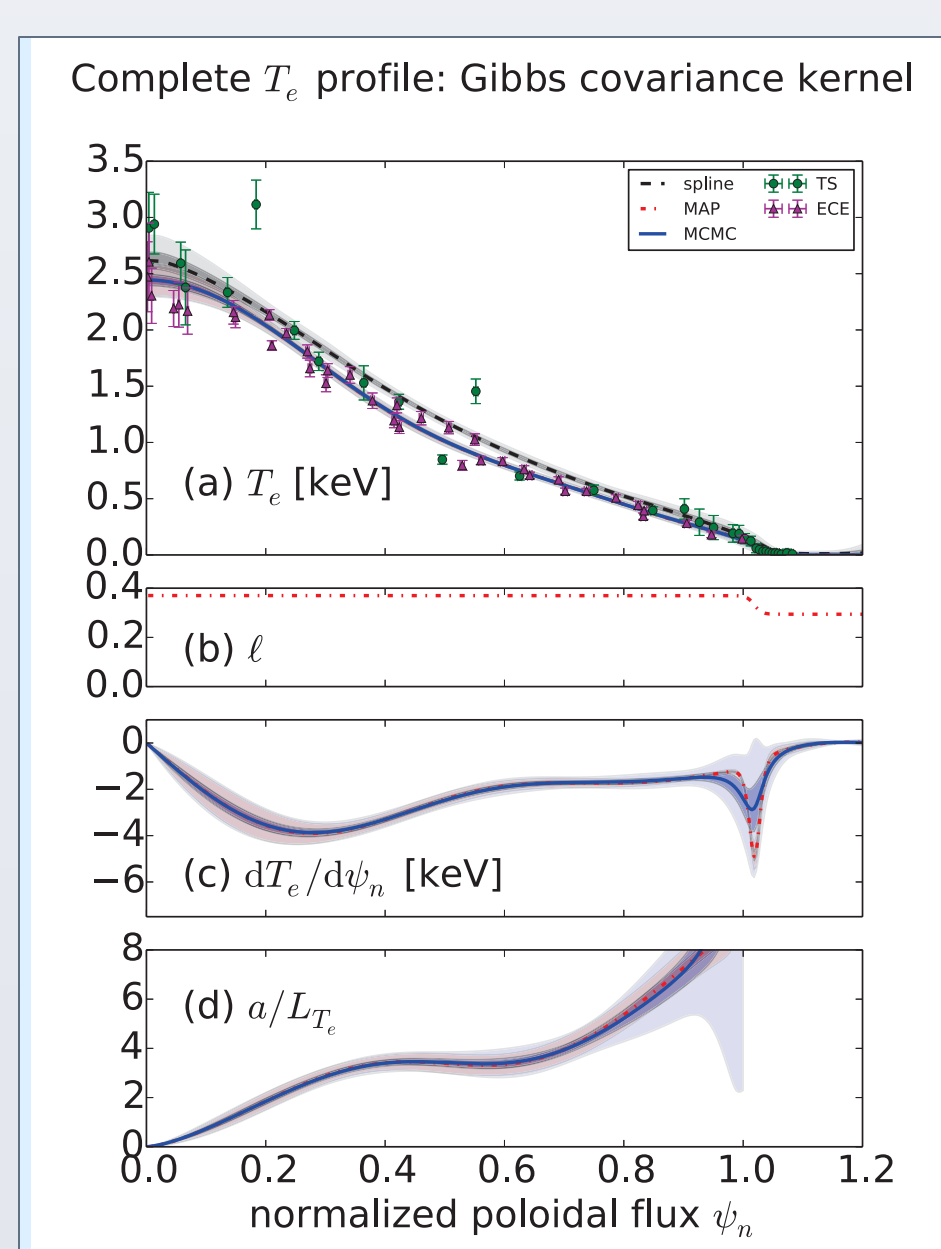 Complete Tₑ profile: Gibbs covariance kernel
3.5
3.0
2.5
2.0
1.5
1.0
0.5
0.0
spline
MAP
MCMC
TS
ECE
(a) Tₑ [keV]
0.4
0.2
0.0
(b) ℓ
0
−2
−4
−6
(c) dTₑ/dψₙ [keV]
8
6
4
2
0
(d) a/L_{Tₑ}
0.0 0.2 0.4 0.6 0.8 1.0 1.2
normalized poloidal flux ψₙ